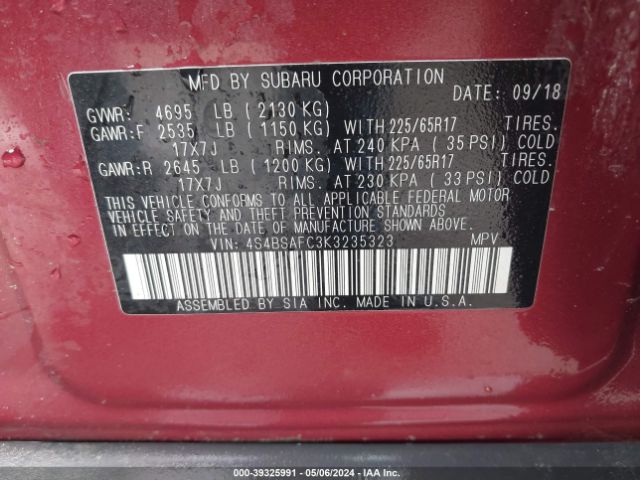 MFD BY SUBARU CORPORATION
DATE: 09/18
GVWR: 4695 LB (2130 KG)
GAWR:F 2535 LB (1150 KG) WITH 225/65R17 TIRES.
17X7J RIMS. AT 240 KPA (35 PSI) COLD
GAWR:R 2645 LB (1200 KG) WITH 225/65R17 TIRES.
17X7J RIMS. AT 230 KPA (33 PSI) COLD
THIS VEHICLE CONFORMS TO ALL APPLICABLE FEDERAL MOTOR
VEHICLE SAFETY AND THEFT PREVENTION STANDARDS
IN EFFECT ON THE DATE OF MANUFACTURE SHOWN ABOVE.
VIN: 4S4BSAFC3K3235323 MPV
ASSEMBLED BY SIA INC. MADE IN U.S.A.
000-39325991 — 05/06/2024 — IAA Inc.